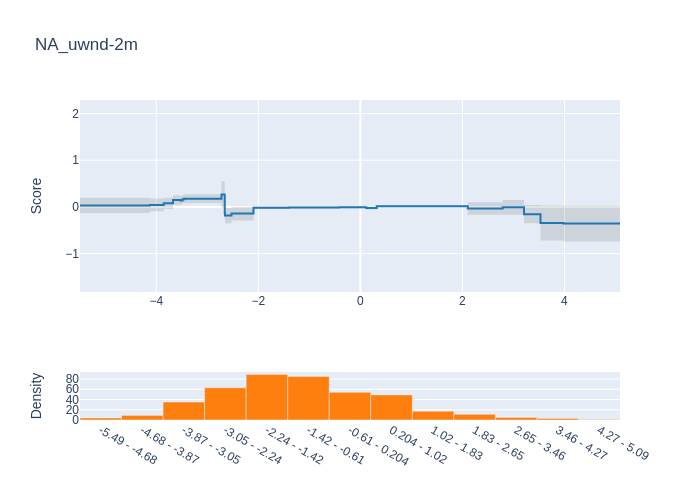 NA_uwnd-2m
2
1
0
−1
Score
−4
−2
0
2
4
80
60
40
20
0
Density
-5.49 - -4.68
-4.68 - -3.87
-3.87 - -3.05
-3.05 - -2.24
-2.24 - -1.42
-1.42 - -0.61
-0.61 - 0.204
0.204 - 1.02
1.02 - 1.83
1.83 - 2.65
2.65 - 3.46
3.46 - 4.27
4.27 - 5.09